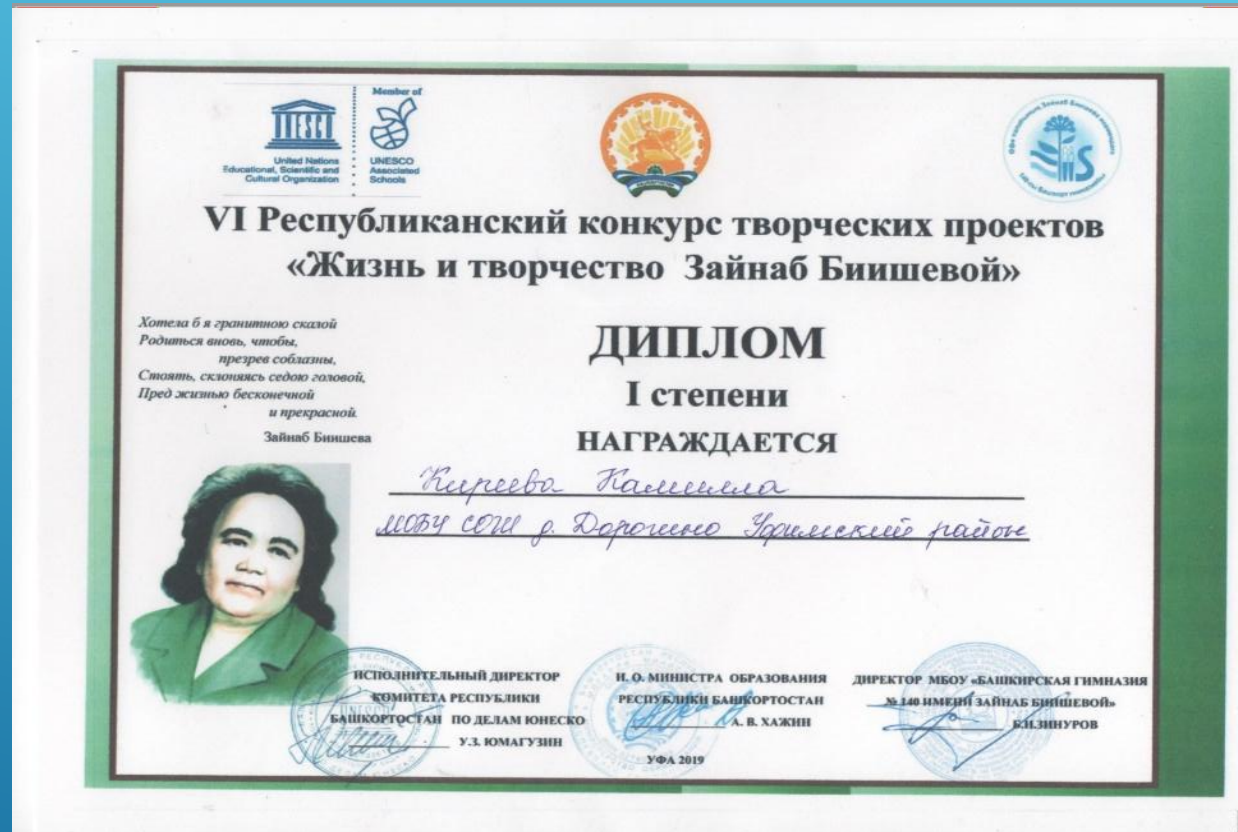 Member of
UNESCO
United Nations
Educational, Scientific and
Cultural Organization
UNESCO
Associated
Schools
VI Республиканский конкурс творческих проектов
«Жизнь и творчество Зайнаб Биишевой»
Хотела б я гранитною скалой
Родиться вновь, чтобы,
презрев соблазны,
Стоять, склоняясь седою головой,
Пред жизнью бесконечной
и прекрасной.
Зайнаб Биишева
ДИПЛОМ
I степени
НАГРАЖДАЕТСЯ
Киреева Камилла
МОБУ СОШ д. Дорогино Уфимский район
ИСПОЛНИТЕЛЬНЫЙ ДИРЕКТОР
КОМИТЕТА РЕСПУБЛИКИ
БАШКОРТОСТАН ПО ДЕЛАМ ЮНЕСКО
У.З. ЮМАГУЗИН
И. О. МИНИСТРА ОБРАЗОВАНИЯ
РЕСПУБЛИКИ БАШКОРТОСТАН
А. В. ХАЖИН
ДИРЕКТОР МБОУ «БАШКИРСКАЯ ГИМНАЗИЯ
№ 140 ИМЕНИ ЗАЙНАБ БИИШЕВОЙ»
Б.И.ЗИНУРОВ
УФА 2019